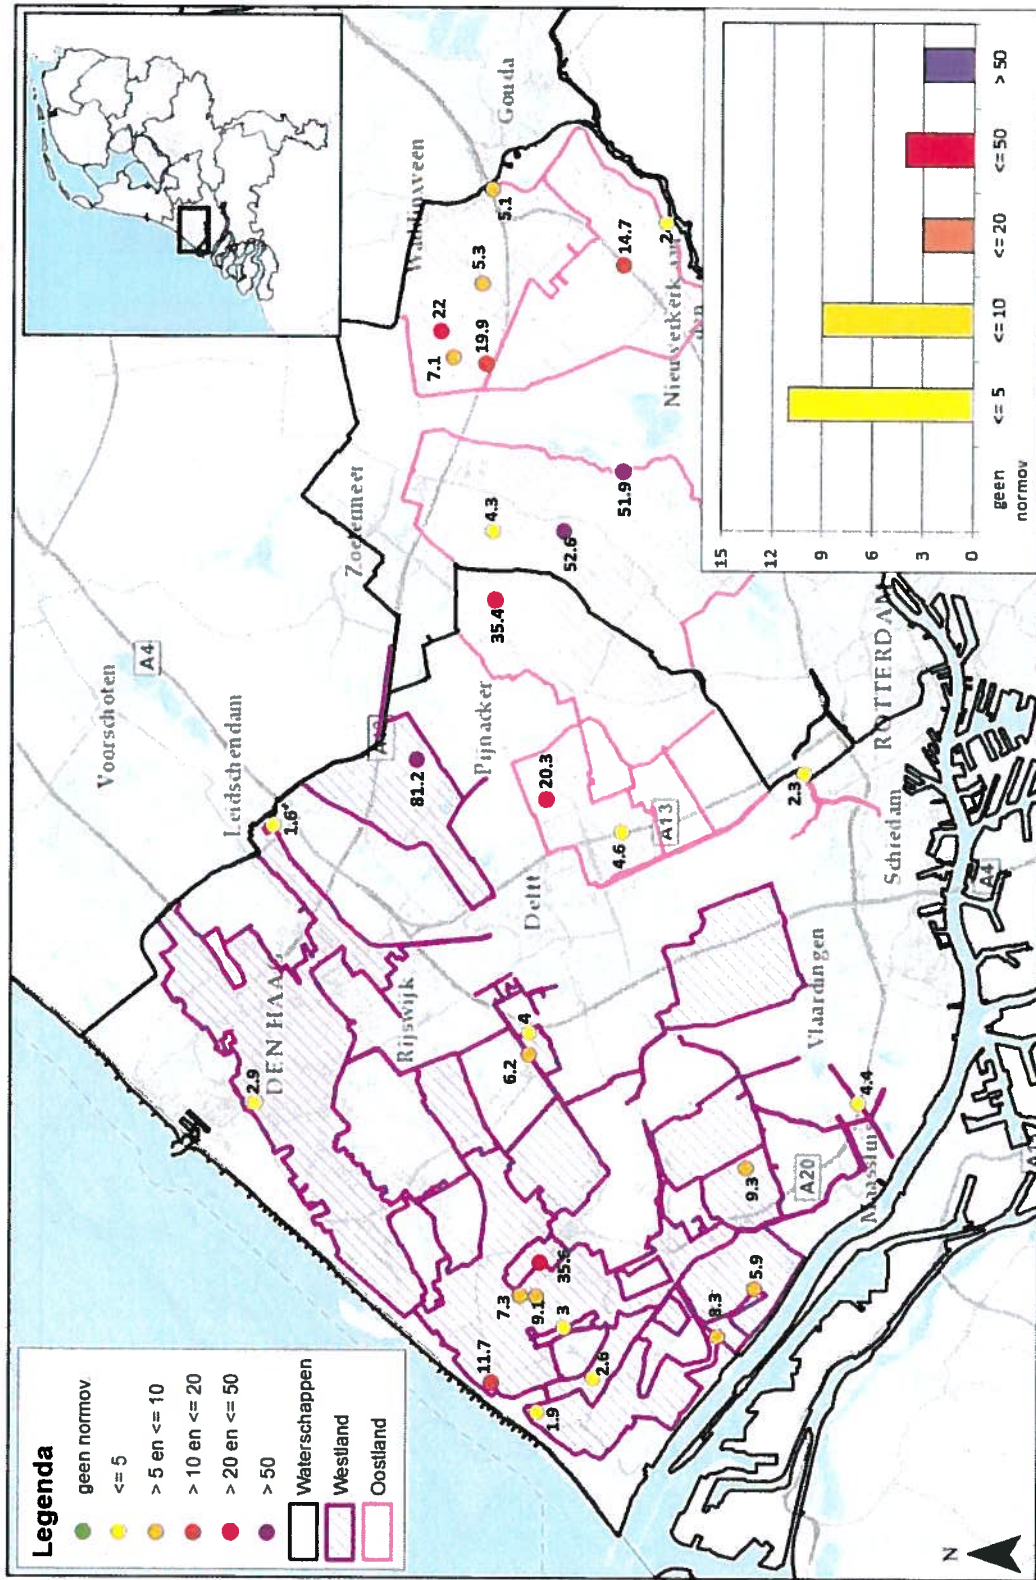 Legenda
geen normov.
<= 5
> 5 en <= 10
> 10 en <= 20
> 20 en <= 50
> 50
Waterschappen
Westland
Oostland
N
Voorschoten
A4
Leidschendam
Zoetermeer
Waddinxveen
Gouda
DEN HAAG
Rijswijk
Pijnacker
Delft
Nieuwerkerk aan
den
A13
A20
Vlaardingen
Maassluis
Schiedam
A4
ROTTERDAM
2.9
1.6
81.2
35.4
4.3
52.6
51.9
7.1
22
19.9
5.3
5.1
14.7
2
20.3
4.6
2.3
4
6.2
11.7
7.3
9.1
35.6
3
1.9
2.6
8.3
5.9
9.3
4.4
15
12
9
6
3
0
geen
normov
<= 5
<= 10
<=20
<=50
> 50